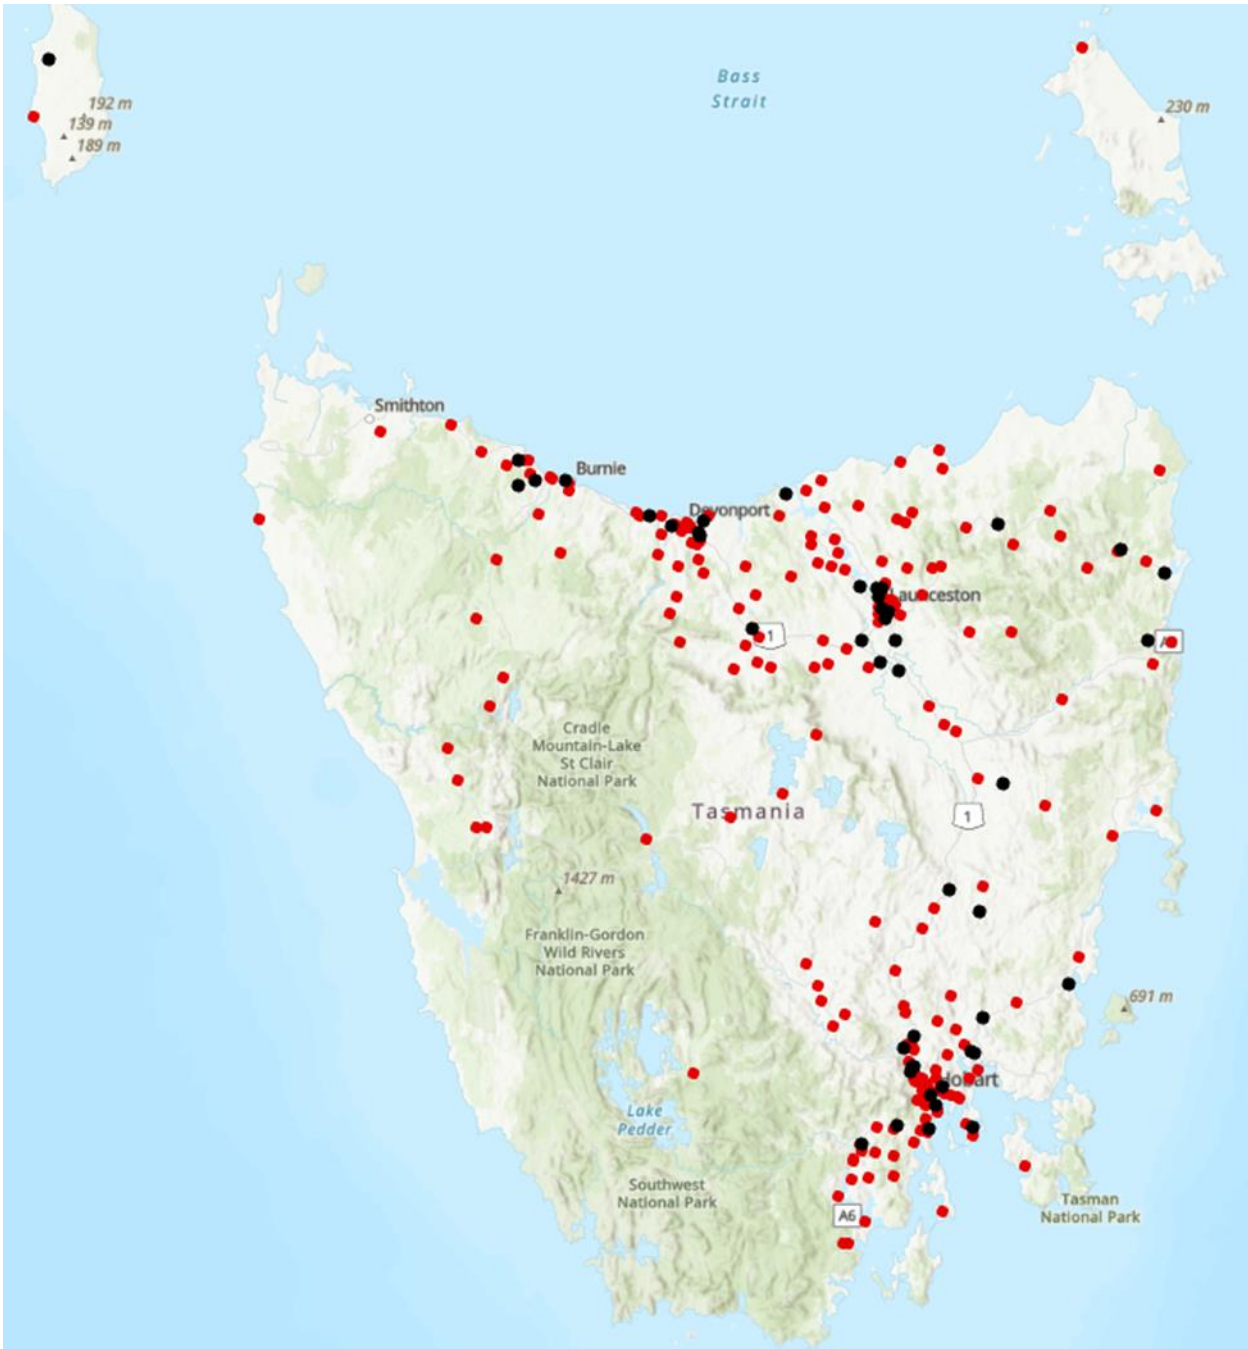 Bass
Strait
192 m
139 m
189 m
230 m
Smithton
Burnie
Devonport
Launceston
1
A
Cradle
Mountain-Lake
St Clair
National Park
Tasmania
1
1427 m
Franklin-Gordon
Wild Rivers
National Park
691 m
Hobart
Lake
Pedder
Southwest
National Park
A6
Tasman
National Park